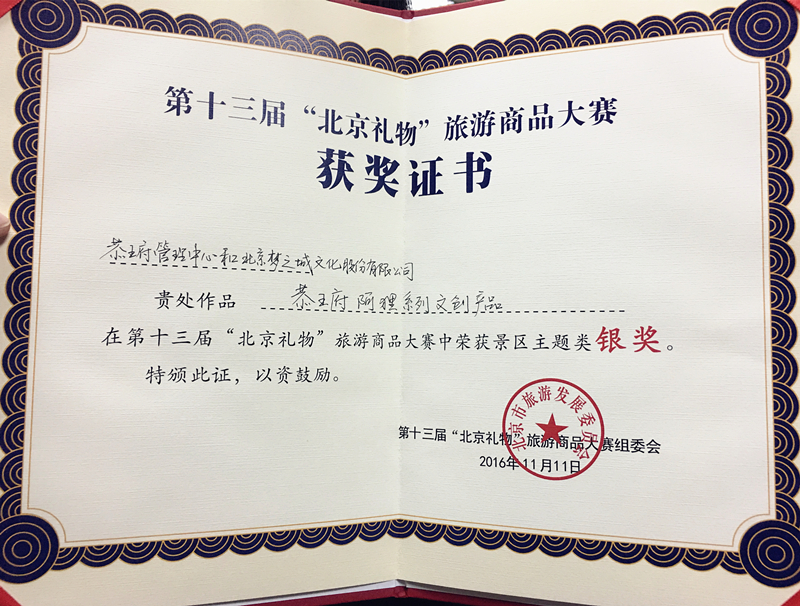 第十三届“北京礼物”旅游商品大赛
获奖证书
恭王府管理中心和北京梦之城文化股份有限公司
贵处作品 恭王府阿狸系列文创产品
在第十三届“北京礼物”旅游商品大赛中荣获景区主题类银奖。
特颁此证，以资鼓励。
北京市旅游发展委员会
第十三届“北京礼物”旅游商品大赛组委会
2016年11月11日